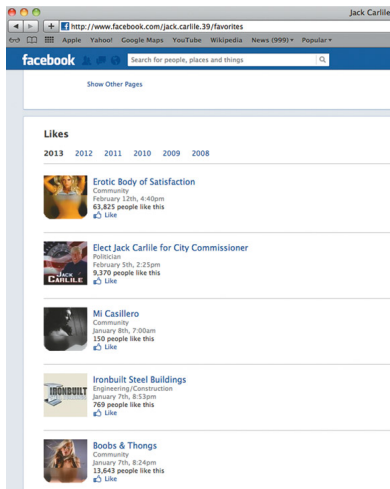 Jack Carlile
http://www.facebook.com/jack.carlile.39/favorites
Apple Yahoo! Google Maps YouTube Wikipedia News (999) Popular
facebook Search for people, places and things
Show Other Pages
Likes
2013 2012 2011 2010 2009 2008
Erotic Body of Satisfaction
Community
February 12th, 4:40pm
63,825 people like this
Like
Elect Jack Carlile for City Commissioner
Politician
February 5th, 2:25pm
9,370 people like this
Like
JACK
CARLILE
Mi Casillero
Community
January 8th, 7:00am
150 people like this
Like
Ironbuilt Steel Buildings
Engineering/Construction
January 7th, 8:53pm
769 people like this
Like
IRONBUILT
Boobs & Thongs
Community
January 7th, 8:24pm
13,643 people like this
Like